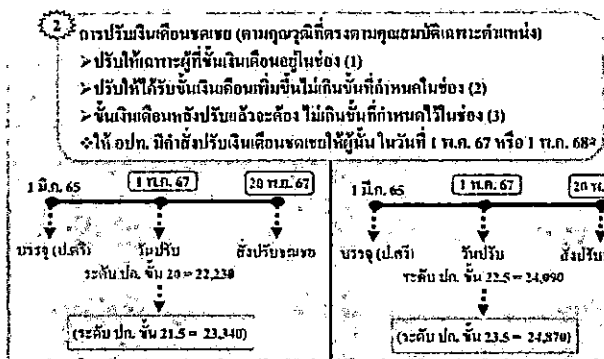 2
การปรับเงินเดือนชดเชย (ตามคุณวุฒิที่ตรงตามคุณสมบัติเฉพาะตำแหน่ง)
➢ปรับให้เฉพาะผู้ที่ขั้นเงินเดือนอยู่ในช่อง (1)
➢ปรับให้ได้รับขั้นเงินเดือนเพิ่มขึ้นไม่เกินขั้นที่กำหนดในช่อง (2)
➢ขั้นเงินเดือนหลังปรับแล้วจะต้อง ไม่เกินขั้นที่กำหนดไว้ในช่อง (3)
❖ให้ อปท. มีคำสั่งปรับเงินเดือนชดเชยให้ผู้นั้น ในวันที่ 1 พ.ค. 67 หรือ 1 พ.ค. 68
1 มี.ค. 65 1 พ.ค. 67 20 พ.ย. 67
บรรจุ (ป.ตรี) วันปรับ สั่งปรับชดเชย
ระดับ ปก. ขั้น 20 = 22,230
(ระดับ ปก. ขั้น 21.5 = 23,340)
1 มี.ค. 65 1 พ.ค. 67 20 พ.
บรรจุ (ป.ตรี) วันปรับ สั่งปรับ
ระดับ ปก. ขั้น 22.5 = 24,090
(ระดับ ปก. ขั้น 23.5 = 24,870)